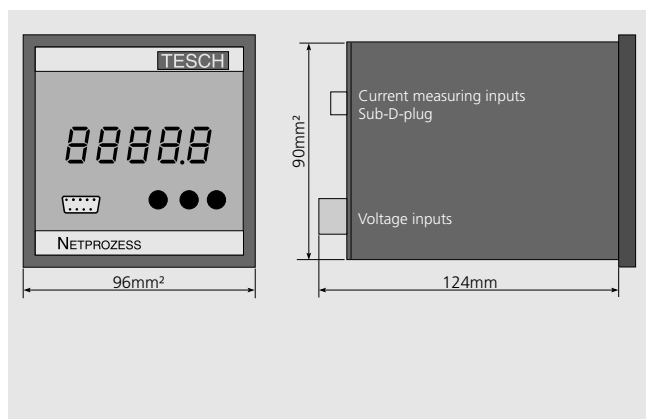 TESCH
8888.8
NETPROZESS
96mm²
90mm²
Current measuring inputs
Sub-D-plug
Voltage inputs
124mm